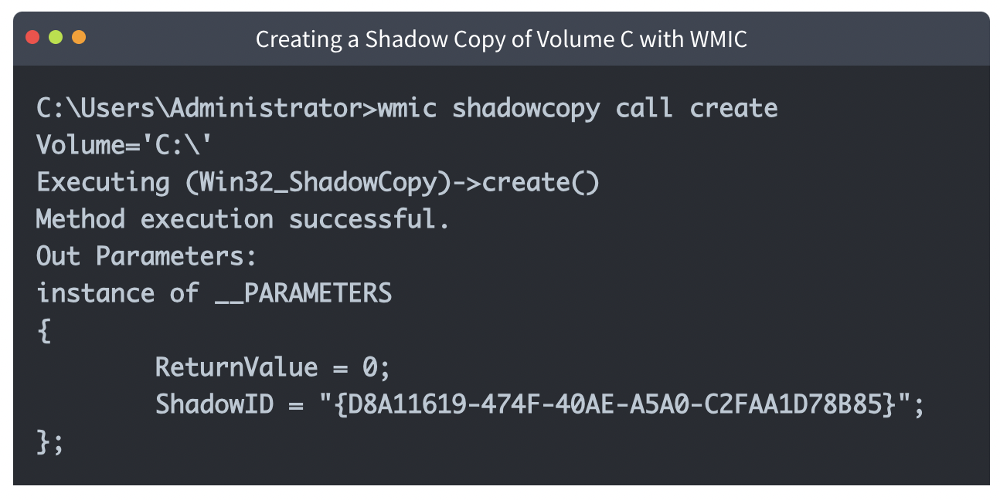 Creating a Shadow Copy of Volume C with WMIC
C:\Users\Administrator>wmic shadowcopy call create
Volume='C:\'
Executing (Win32_ShadowCopy)->create()
Method execution successful.
Out Parameters:
instance of __PARAMETERS
{
        ReturnValue = 0;
        ShadowID = "{D8A11619-474F-40AE-A5A0-C2FAA1D78B85}";
};